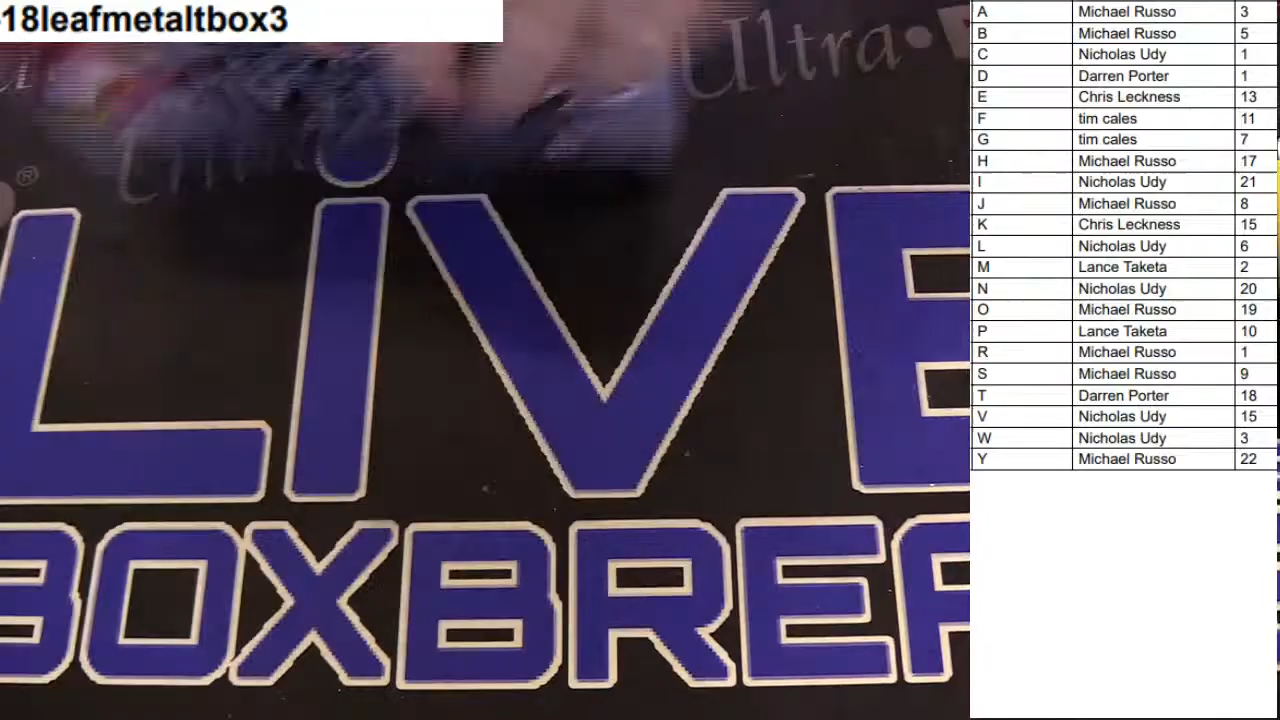 -18leafmetaltbox3
Ultra•
®
LIVE
BOXBREA
A Michael Russo 3
B Michael Russo 5
C Nicholas Udy 1
D Darren Porter 1
E Chris Leckness 13
F tim cales 11
G tim cales 7
H Michael Russo 17
I Nicholas Udy 21
J Michael Russo 8
K Chris Leckness 15
L Nicholas Udy 6
M Lance Taketa 2
N Nicholas Udy 20
O Michael Russo 19
P Lance Taketa 10
R Michael Russo 1
S Michael Russo 9
T Darren Porter 18
V Nicholas Udy 15
W Nicholas Udy 3
Y Michael Russo 22